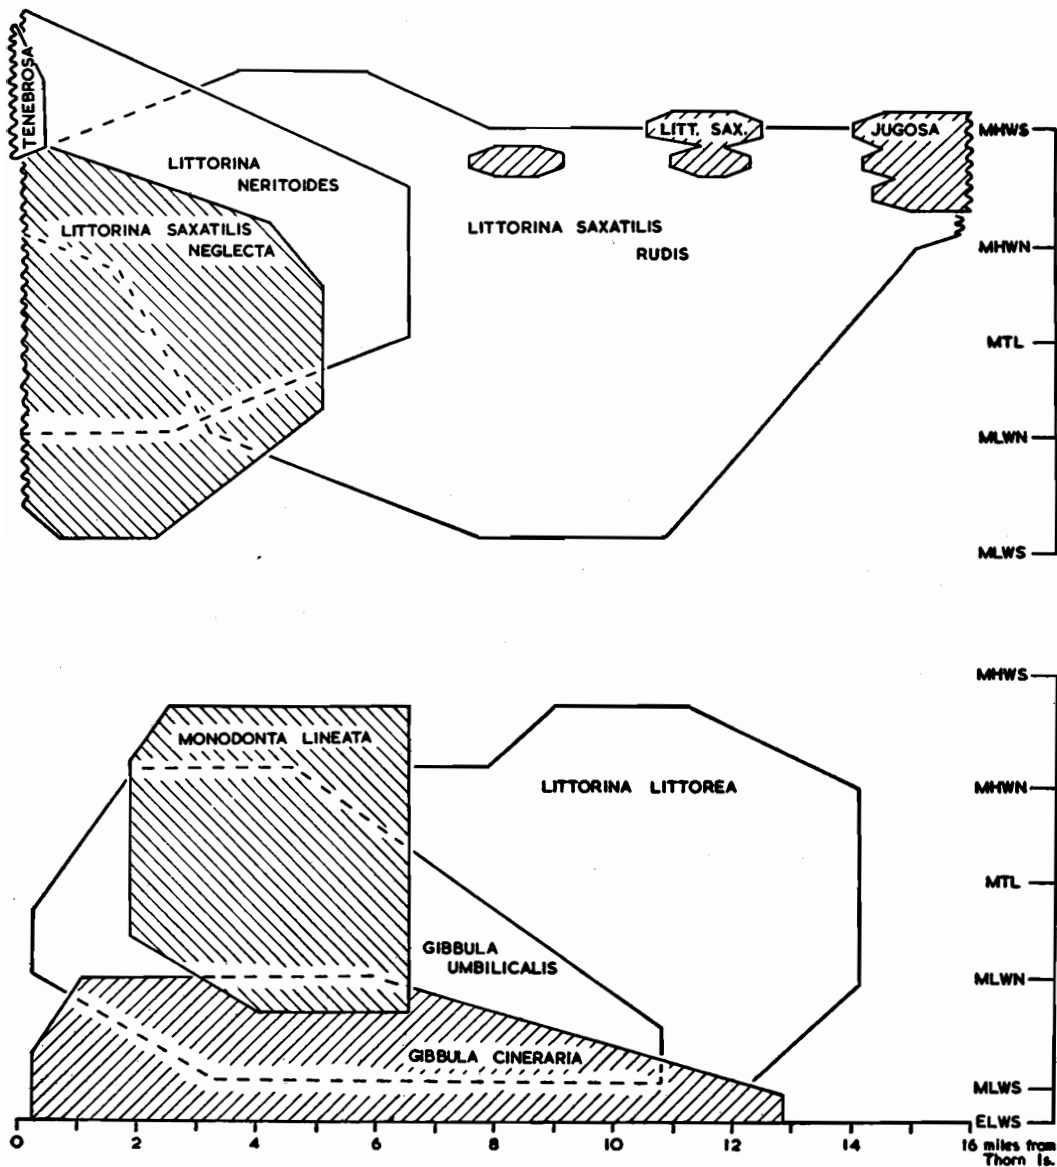 TENEBROSA
LITTORINA
NERITOIDES
LITTORINA SAXATILIS
NEGLECTA
LITTORINA SAXATILIS
RUDIS
LITT. SAX.
JUGOSA
MHWS
MHWN
MTL
MLWN
MLWS
MONODONTA LINEATA
LITTORINA LITTOREA
GIBBULA
UMBILICALIS
GIBBULA CINERARIA
MHWS
MHWN
MTL
MLWN
MLWS
ELWS
0 2 4 6 8 10 12 14 16 miles from
Thorn Is.